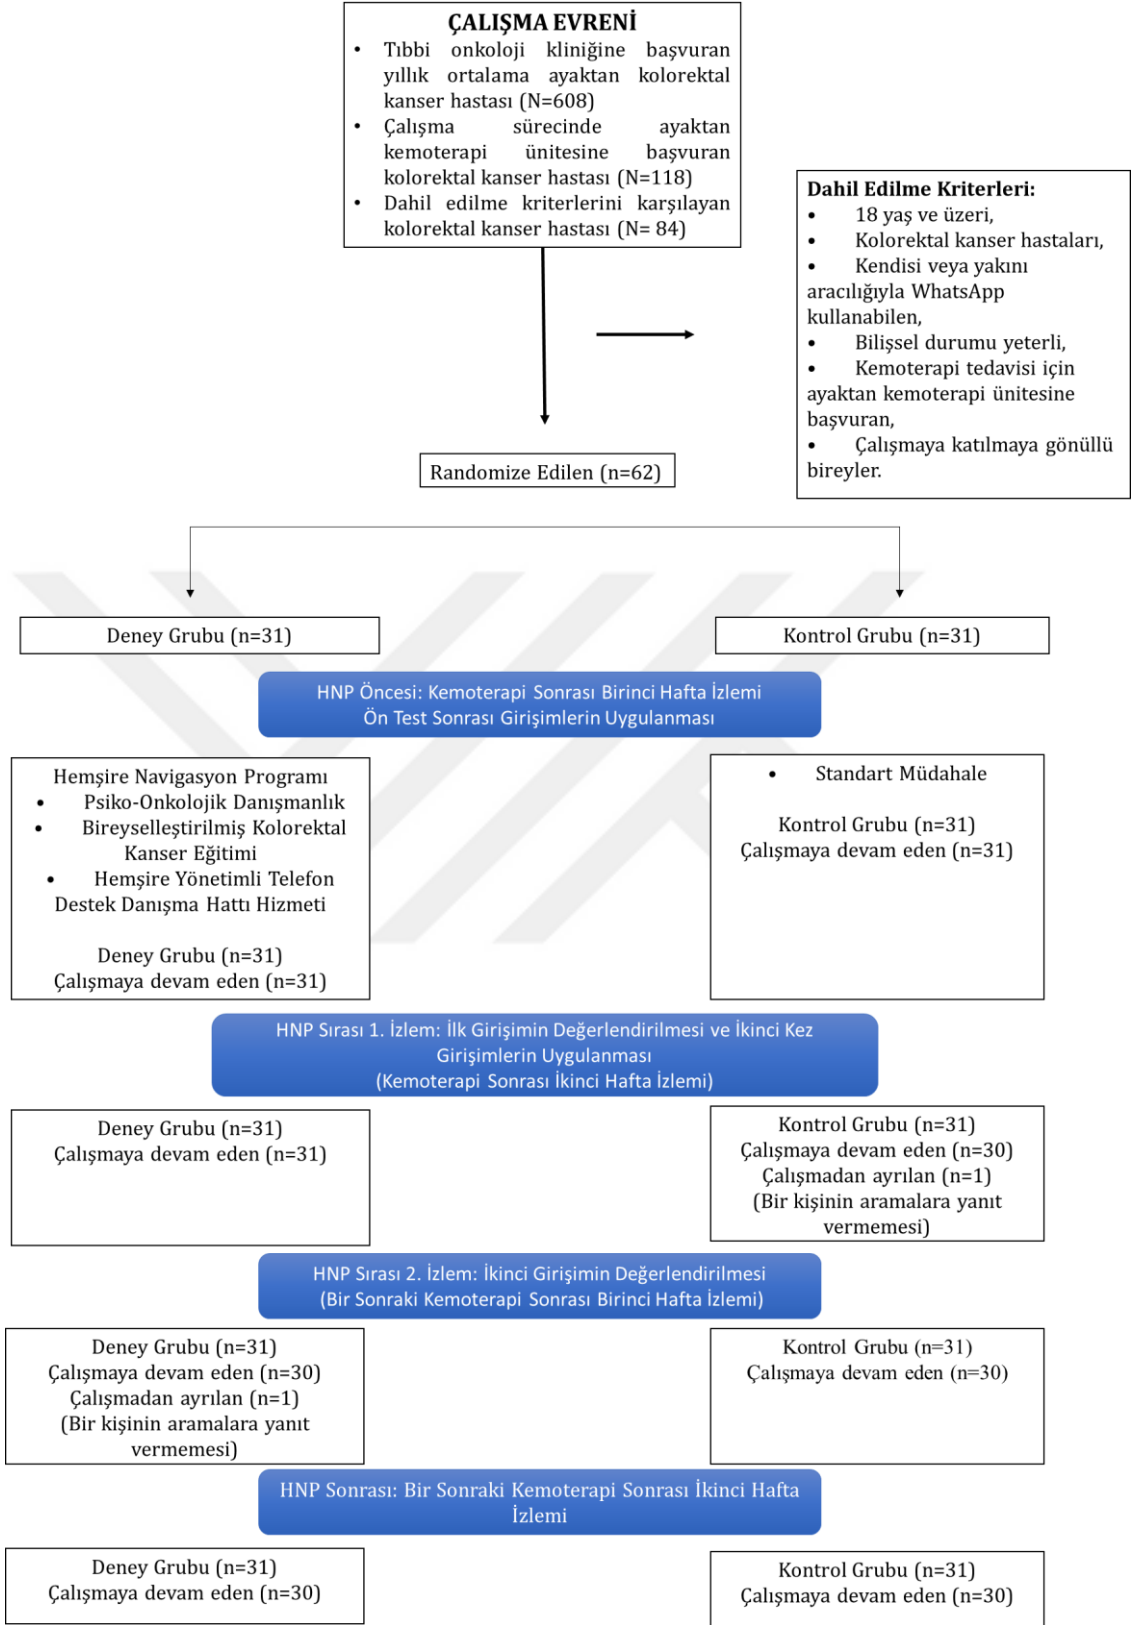 ÇALIŞMA EVRENİ
• Tıbbi onkoloji kliniğine başvuran
yıllık ortalama ayaktan kolorektal
kanser hastası (N=608)
• Çalışma sürecinde ayaktan
kemoterapi ünitesine başvuran
kolorektal kanser hastası (N=118)
• Dahil edilme kriterlerini karşılayan
kolorektal kanser hastası (N= 84)
Dahil Edilme Kriterleri:
• 18 yaş ve üzeri,
• Kolorektal kanser hastaları,
• Kendisi veya yakını
aracılığıyla WhatsApp
kullanabilen,
• Bilişsel durumu yeterli,
• Kemoterapi tedavisi için
ayaktan kemoterapi ünitesine
başvuran,
• Çalışmaya katılmaya gönüllü
bireyler.
Randomize Edilen (n=62)
Deney Grubu (n=31)
Kontrol Grubu (n=31)
HNP Öncesi: Kemoterapi Sonrası Birinci Hafta İzlemi
Ön Test Sonrası Girişimlerin Uygulanması
Hemşire Navigasyon Programı
• Psiko-Onkolojik Danışmanlık
• Bireyselleştirilmiş Kolorektal
Kanser Eğitimi
• Hemşire Yönetimli Telefon
Destek Danışma Hattı Hizmeti
Deney Grubu (n=31)
Çalışmaya devam eden (n=31)
• Standart Müdahale
Kontrol Grubu (n=31)
Çalışmaya devam eden (n=31)
HNP Sırası 1. İzlem: İlk Girişimin Değerlendirilmesi ve İkinci Kez
Girişimlerin Uygulanması
(Kemoterapi Sonrası İkinci Hafta İzlemi)
Deney Grubu (n=31)
Çalışmaya devam eden (n=31)
Kontrol Grubu (n=31)
Çalışmaya devam eden (n=30)
Çalışmadan ayrılan (n=1)
(Bir kişinin aramalara yanıt
vermemesi)
HNP Sırası 2. İzlem: İkinci Girişimin Değerlendirilmesi
(Bir Sonraki Kemoterapi Sonrası Birinci Hafta İzlemi)
Deney Grubu (n=31)
Çalışmaya devam eden (n=30)
Çalışmadan ayrılan (n=1)
(Bir kişinin aramalara yanıt
vermemesi)
Kontrol Grubu (n=31)
Çalışmaya devam eden (n=30)
HNP Sonrası: Bir Sonraki Kemoterapi Sonrası İkinci Hafta
İzlemi
Deney Grubu (n=31)
Çalışmaya devam eden (n=30)
Kontrol Grubu (n=31)
Çalışmaya devam eden (n=30)